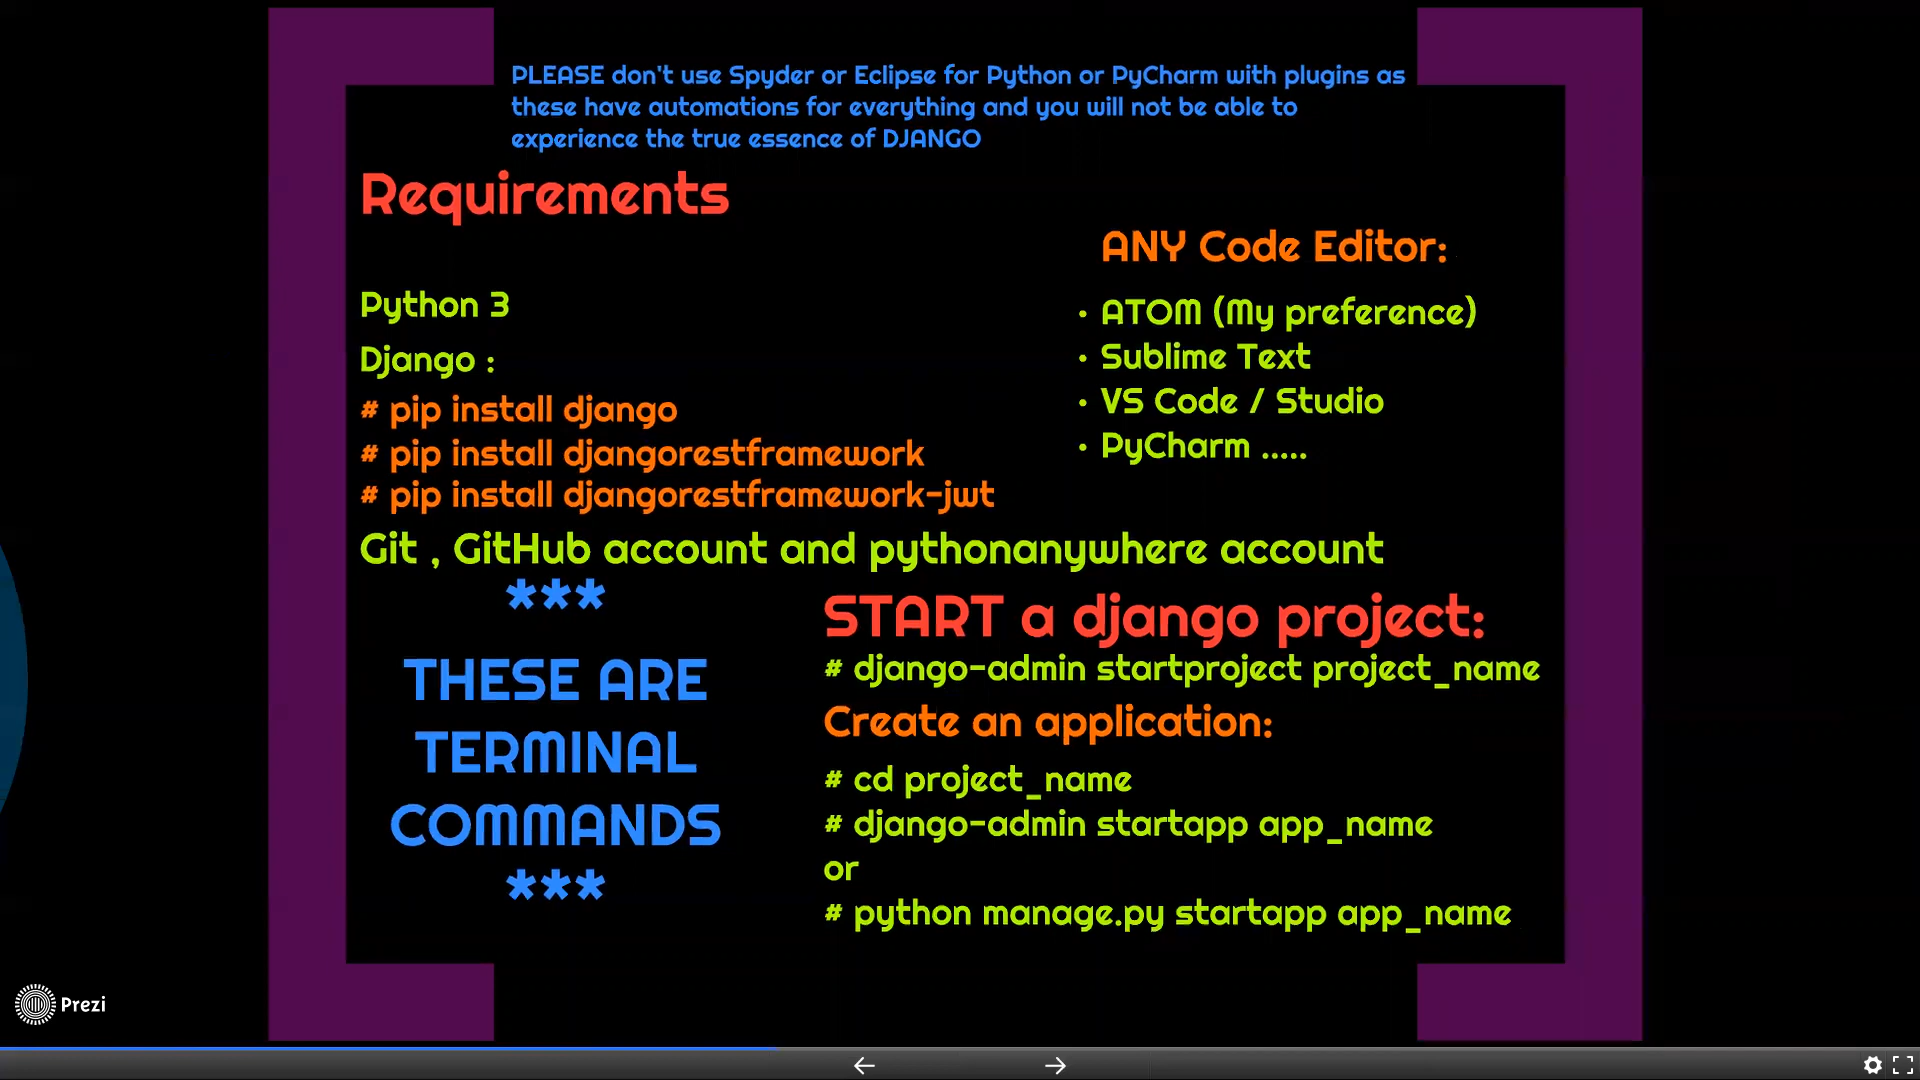 PLEASE don't use Spyder or Eclipse for Python or PyCharm with plugins as
these have automations for everything and you will not be able to
experience the true essence of DJANGO
Requirements
Python 3
Django :
# pip install django
# pip install djangorestframework
# pip install djangorestframework-jwt
ANY Code Editor:
• ATOM (My preference)
• Sublime Text
• VS Code / Studio
• PyCharm .....
Git , GitHub account and pythonanywhere account
***
THESE ARE
TERMINAL
COMMANDS
***
START a django project:
# django-admin startproject project_name
Create an application:
# cd project_name
# django-admin startapp app_name
or
# python manage.py startapp app_name
Prezi